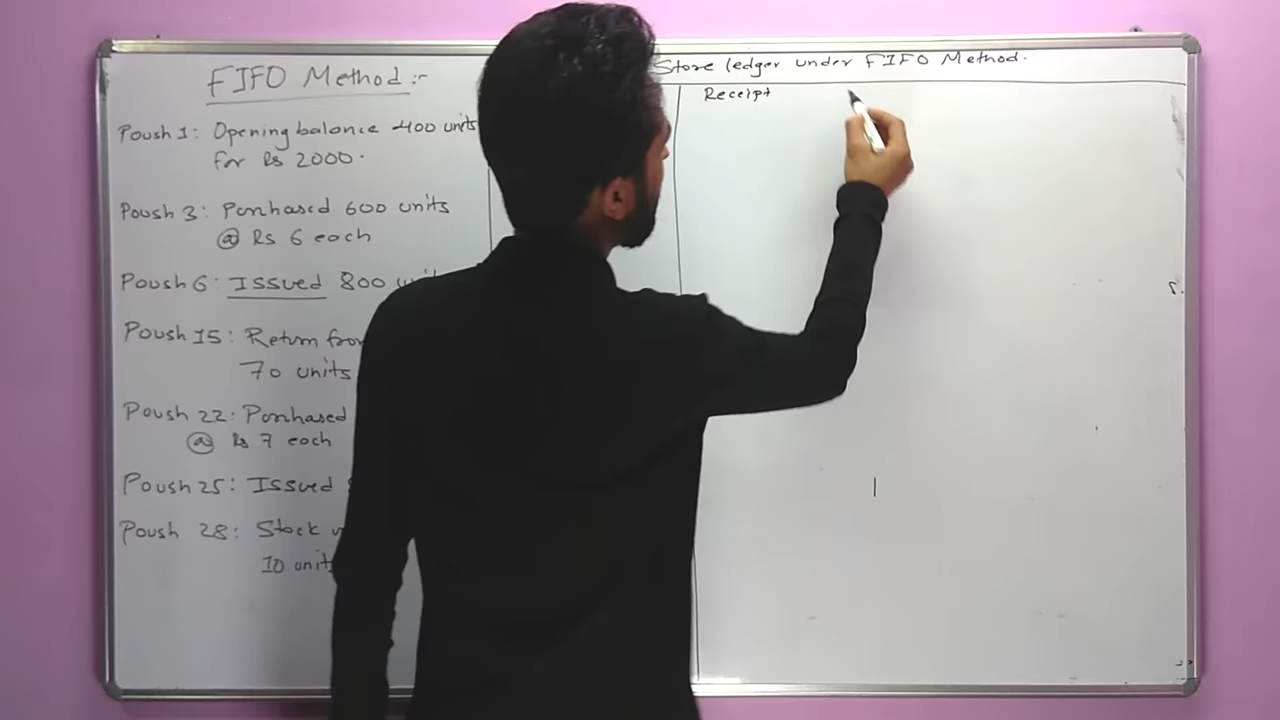 FIFO Method :-
Poush 1 : Opening balance 400 units
for Rs 2000.
Poush 3 : Purchased 600 units
@ Rs 6 each
Poush 6 : Issued 800
Poush 15 : Return
70 units
Poush 22 : Purchased
@ Rs 7 each
Poush 25 : Issued
Poush 28 : Stock
10
Store ledger under FIFO Method.
Receipt